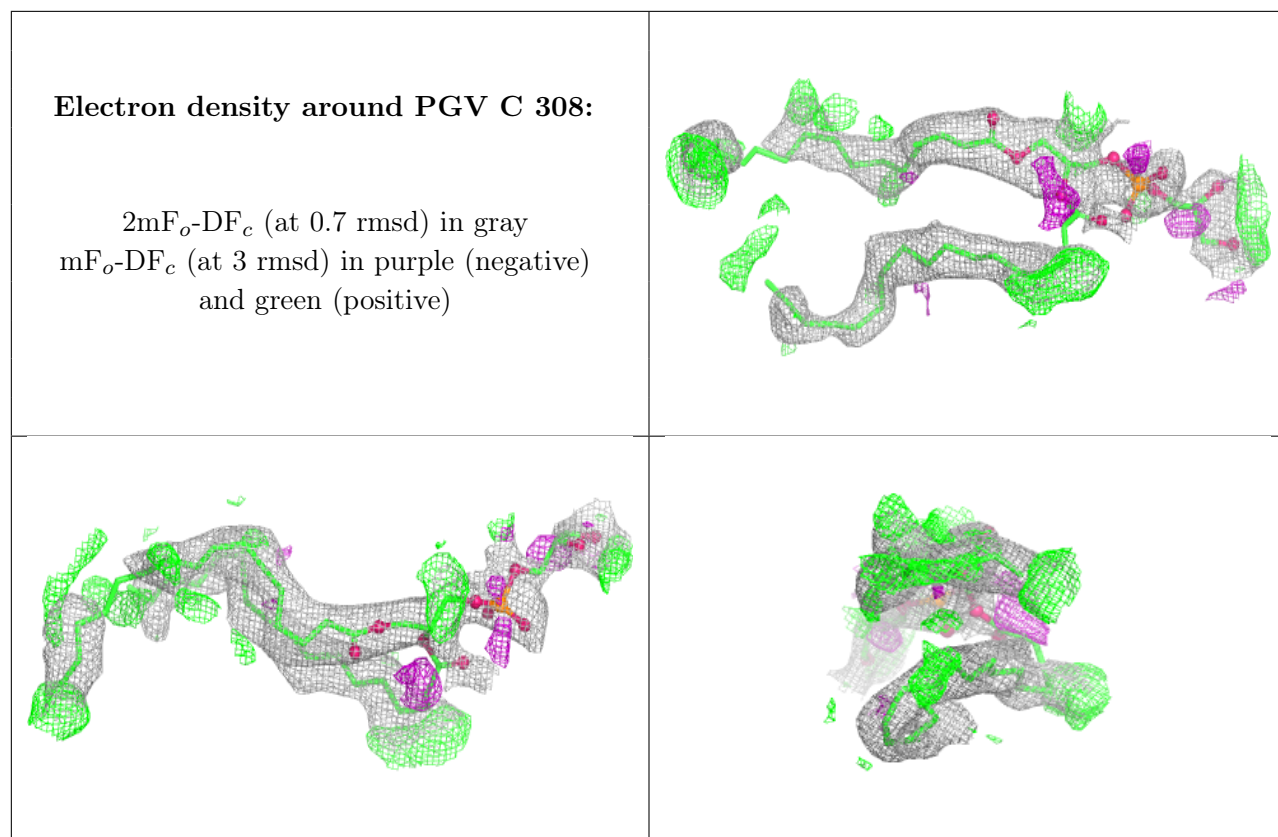 Electron density around PGV C 308:
2mFₒ-DF𝒸 (at 0.7 rmsd) in gray
mFₒ-DF𝒸 (at 3 rmsd) in purple (negative)
and green (positive)